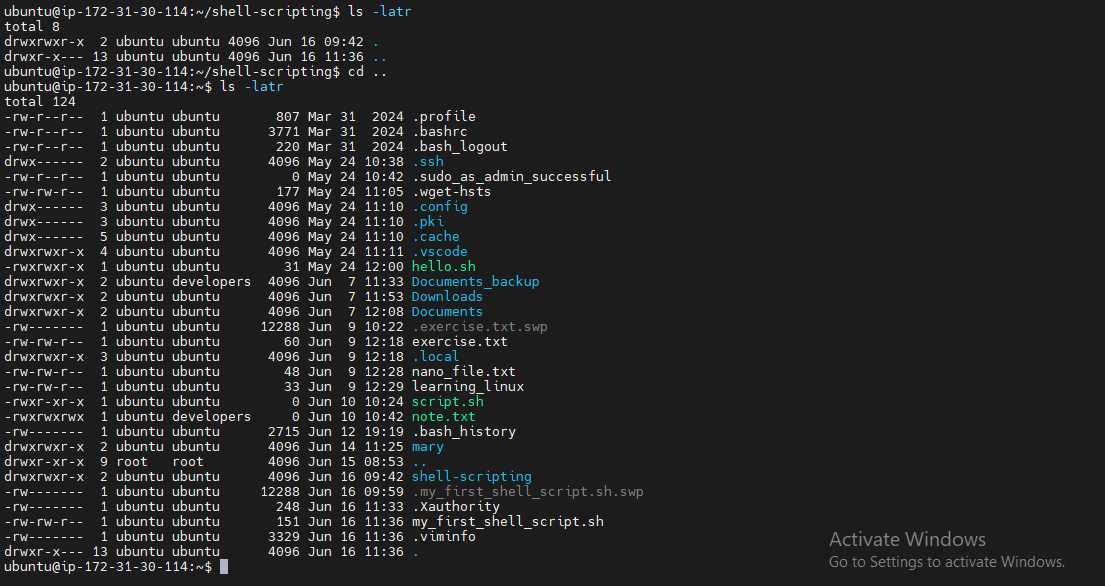 ubuntu@ip-172-31-30-114:~/shell-scripting$ ls -latr
total 8
drwxrwxr-x  2 ubuntu ubuntu 4096 Jun 16 09:42 .
drwxr-x--- 13 ubuntu ubuntu 4096 Jun 16 11:36 ..
ubuntu@ip-172-31-30-114:~/shell-scripting$ cd ..
ubuntu@ip-172-31-30-114:~$ ls -latr
total 124
-rw-r--r--  1 ubuntu ubuntu       807 Mar 31  2024 .profile
-rw-r--r--  1 ubuntu ubuntu      3771 Mar 31  2024 .bashrc
-rw-r--r--  1 ubuntu ubuntu       220 Mar 31  2024 .bash_logout
drwx------  2 ubuntu ubuntu      4096 May 24 10:38 .ssh
-rw-r--r--  1 ubuntu ubuntu         0 May 24 10:42 .sudo_as_admin_successful
-rw-rw-r--  1 ubuntu ubuntu       177 May 24 11:05 .wget-hsts
drwx------  3 ubuntu ubuntu      4096 May 24 11:10 .config
drwx------  3 ubuntu ubuntu      4096 May 24 11:10 .pki
drwx------  5 ubuntu ubuntu      4096 May 24 11:10 .cache
drwxrwxr-x  4 ubuntu ubuntu      4096 May 24 11:11 .vscode
-rwxrwxr-x  1 ubuntu ubuntu        31 May 24 12:00 hello.sh
drwxrwxr-x  2 ubuntu developers  4096 Jun  7 11:33 Documents_backup
drwxrwxr-x  2 ubuntu ubuntu      4096 Jun  7 11:53 Downloads
drwxrwxr-x  2 ubuntu ubuntu      4096 Jun  7 12:08 Documents
-rw-------  1 ubuntu ubuntu     12288 Jun  9 10:22 .exercise.txt.swp
-rw-rw-r--  1 ubuntu ubuntu        60 Jun  9 12:18 exercise.txt
drwxrwxr-x  3 ubuntu ubuntu      4096 Jun  9 12:18 .local
-rw-rw-r--  1 ubuntu ubuntu        48 Jun  9 12:28 nano_file.txt
-rw-rw-r--  1 ubuntu ubuntu        33 Jun  9 12:29 learning_linux
-rwxr-xr-x  1 ubuntu ubuntu         0 Jun 10 10:24 script.sh
-rwxrwxrwx  1 ubuntu developers     0 Jun 10 10:42 note.txt
-rw-------  1 ubuntu ubuntu      2715 Jun 12 19:19 .bash_history
drwxrwxr-x  2 ubuntu ubuntu      4096 Jun 14 11:25 mary
drwxr-xr-x  9 root   root        4096 Jun 15 08:53 ..
drwxrwxr-x  2 ubuntu ubuntu      4096 Jun 16 09:42 shell-scripting
-rw-------  1 ubuntu ubuntu     12288 Jun 16 09:59 .my_first_shell_script.sh.swp
-rw-------  1 ubuntu ubuntu       248 Jun 16 11:33 .Xauthority
-rw-rw-r--  1 ubuntu ubuntu       151 Jun 16 11:36 my_first_shell_script.sh
-rw-------  1 ubuntu ubuntu      3329 Jun 16 11:36 .viminfo
drwxr-x--- 13 ubuntu ubuntu      4096 Jun 16 11:36 .
ubuntu@ip-172-31-30-114:~$
Activate Windows
Go to Settings to activate Windows.